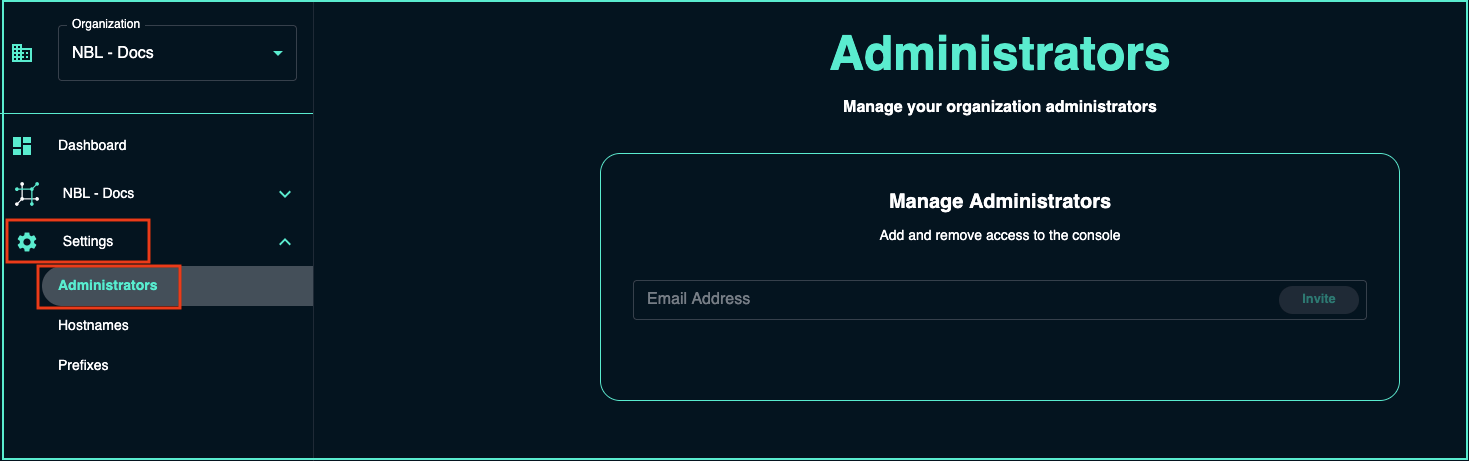 Organization
NBL - Docs
Dashboard
NBL - Docs
Settings
Administrators
Hostnames
Prefixes
Administrators
Manage your organization administrators
Manage Administrators
Add and remove access to the console
Email Address
Invite